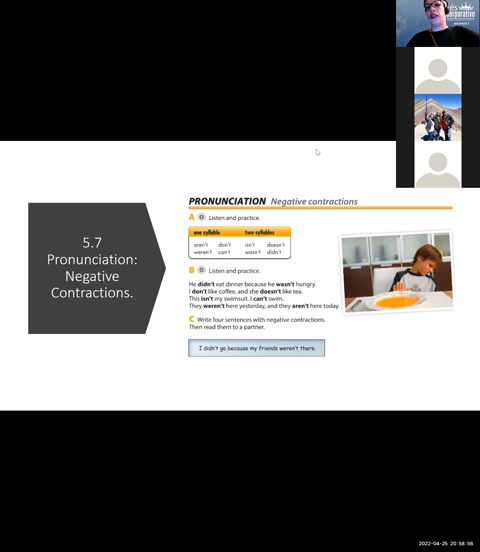 Corporativo
5.7
Pronunciation:
Negative
Contractions.
PRONUNCIATION Negative contractions
A Listen and practice.
one syllable two syllables
aren't don't isn't doesn't
weren't can't wasn't didn't
B Listen and practice.
He didn't eat dinner because he wasn't hungry.
I don't like coffee, and she doesn't like tea.
This isn't my swimsuit. I can't swim.
They weren't here yesterday, and they aren't here today.
C Write four sentences with negative contractions.
Then read them to a partner.
I didn't go because my friends weren't there.
2022-04-25 20:58:56